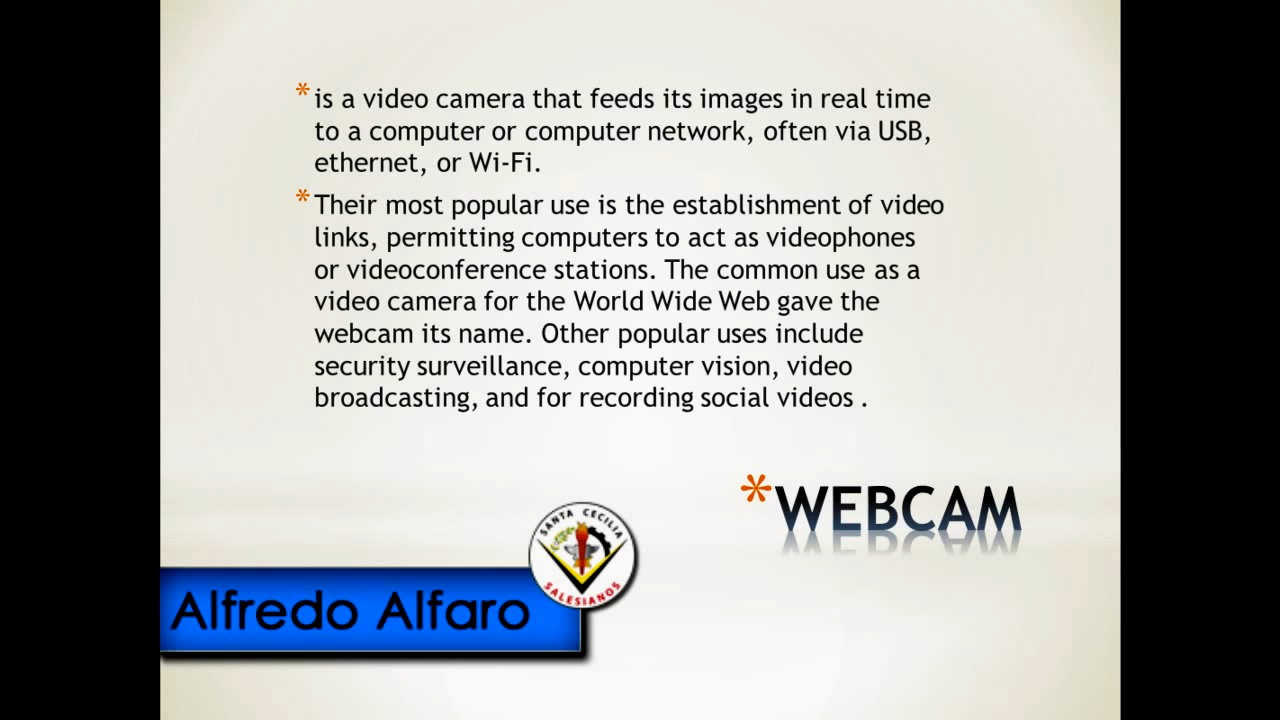 * is a video camera that feeds its images in real time
to a computer or computer network, often via USB,
ethernet, or Wi-Fi.
* Their most popular use is the establishment of video
links, permitting computers to act as videophones
or videoconference stations. The common use as a
video camera for the World Wide Web gave the
webcam its name. Other popular uses include
security surveillance, computer vision, video
broadcasting, and for recording social videos .
*WEBCAM
SANTA CECILIA
SALESIANOS
Alfredo Alfaro